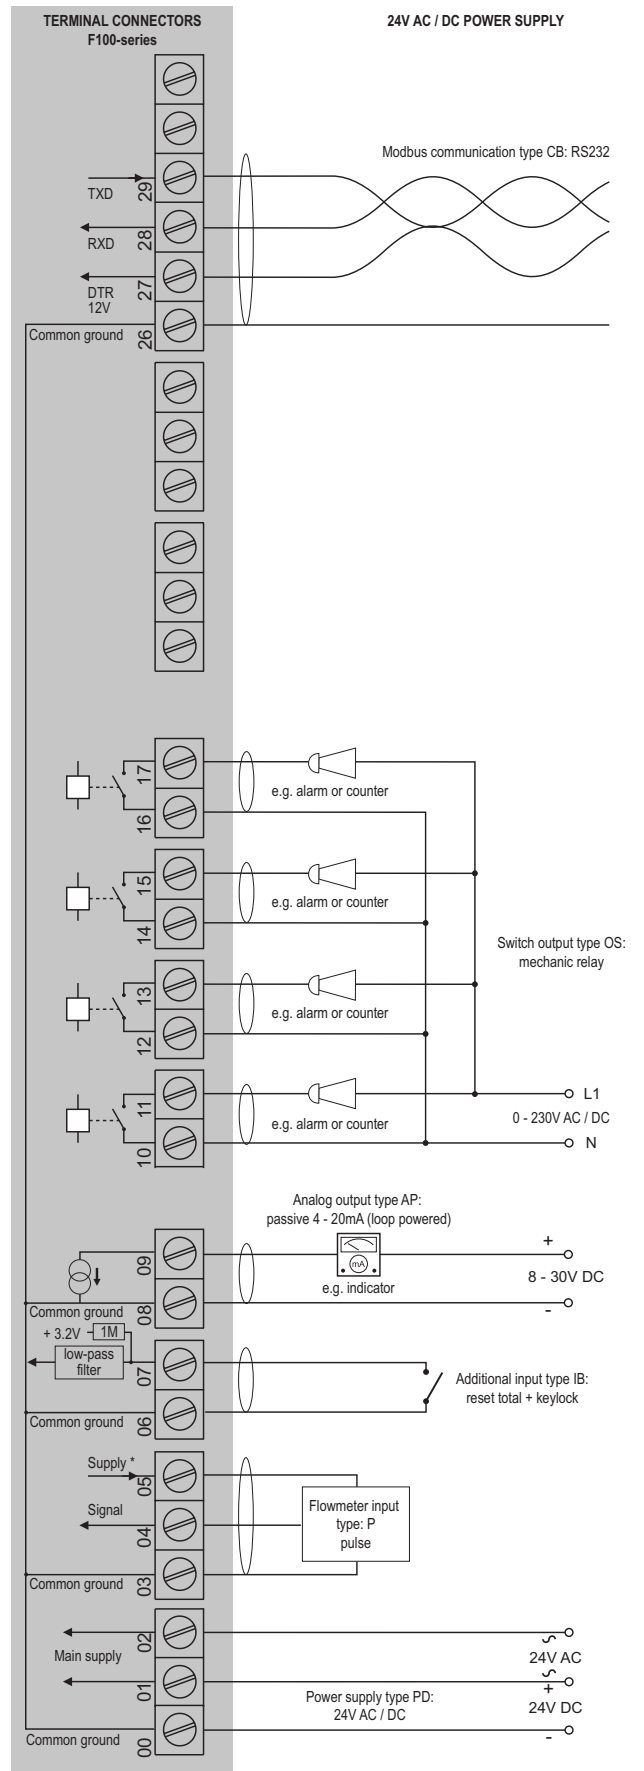 TERMINAL CONNECTORS
F100-series
24V AC / DC POWER SUPPLY
Modbus communication type CB: RS232
29
TXD
28
RXD
27
DTR
12V
26
Common ground
17
e.g. alarm or counter
16
15
e.g. alarm or counter
14
Switch output type OS:
mechanic relay
13
e.g. alarm or counter
12
11
L1
0 - 230V AC / DC
e.g. alarm or counter
10
N
Analog output type AP:
passive 4 - 20mA (loop powered)
09
+
mA
8 - 30V DC
e.g. indicator
08
Common ground
-
+ 3.2V
1M
low-pass
filter
07
Additional input type IB:
reset total + keylock
06
Common ground
Supply *
05
Signal
04
Flowmeter input
type: P
pulse
03
Common ground
02
24V AC
Main supply
01
+
Power supply type PD:
24V AC / DC
24V DC
00
Common ground
-